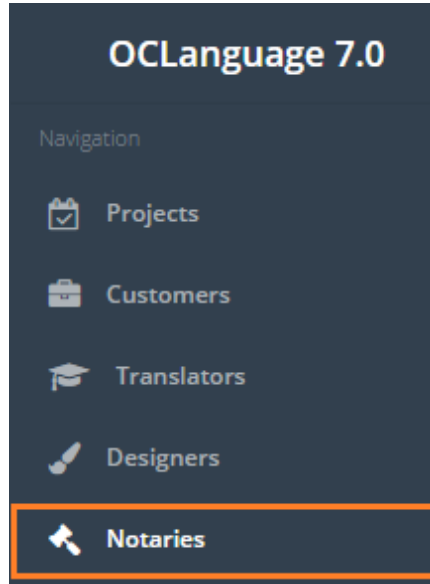 OCLanguage 7.0
Navigation
Projects
Customers
Translators
Designers
Notaries